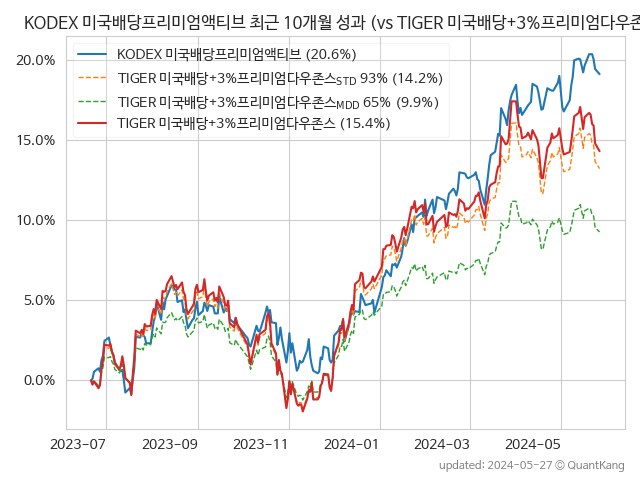 KODEX 미국배당프리미엄액티브 최근 10개월 성과 (vs TIGER 미국배당+3%프리미엄다우존
KODEX 미국배당프리미엄액티브 (20.6%)
TIGER 미국배당+3%프리미엄다우존스STD 93% (14.2%)
TIGER 미국배당+3%프리미엄다우존스MDD 65% (9.9%)
TIGER 미국배당+3%프리미엄다우존스 (15.4%)
20.0%
15.0%
10.0%
5.0%
0.0%
2023-07 2023-09 2023-11 2024-01 2024-03 2024-05
updated: 2024-05-27 © QuantKang